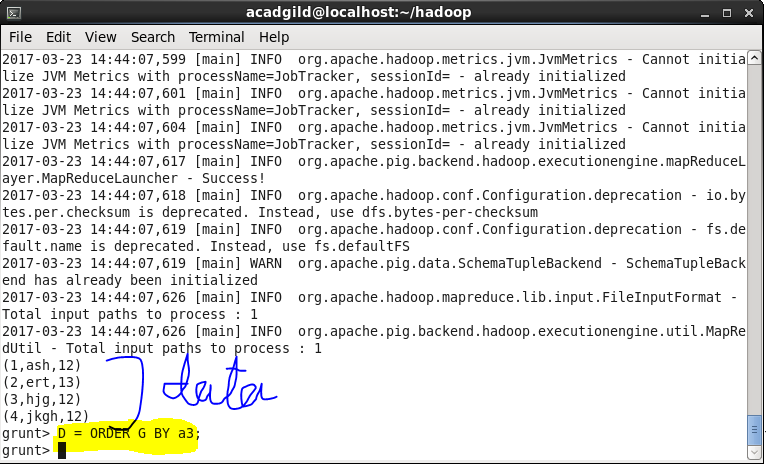 acadgild@localhost:~/hadoop
File Edit View Search Terminal Help
2017-03-23 14:44:07,599 [main] INFO  org.apache.hadoop.metrics.jvm.JvmMetrics - Cannot initia
lize JVM Metrics with processName=JobTracker, sessionId= - already initialized
2017-03-23 14:44:07,601 [main] INFO  org.apache.hadoop.metrics.jvm.JvmMetrics - Cannot initia
lize JVM Metrics with processName=JobTracker, sessionId= - already initialized
2017-03-23 14:44:07,604 [main] INFO  org.apache.hadoop.metrics.jvm.JvmMetrics - Cannot initia
lize JVM Metrics with processName=JobTracker, sessionId= - already initialized
2017-03-23 14:44:07,617 [main] INFO  org.apache.pig.backend.hadoop.executionengine.mapReduceL
ayer.MapReduceLauncher - Success!
2017-03-23 14:44:07,618 [main] INFO  org.apache.hadoop.conf.Configuration.deprecation - io.by
tes.per.checksum is deprecated. Instead, use dfs.bytes-per-checksum
2017-03-23 14:44:07,619 [main] INFO  org.apache.hadoop.conf.Configuration.deprecation - fs.de
fault.name is deprecated. Instead, use fs.defaultFS
2017-03-23 14:44:07,619 [main] WARN  org.apache.pig.data.SchemaTupleBackend - SchemaTupleBack
end has already been initialized
2017-03-23 14:44:07,626 [main] INFO  org.apache.hadoop.mapreduce.lib.input.FileInputFormat -
Total input paths to process : 1
2017-03-23 14:44:07,626 [main] INFO  org.apache.pig.backend.hadoop.executionengine.util.MapRe
dUtil - Total input paths to process : 1
(1,ash,12)
(2,ert,13)
data
(3,hjg,12)
(4,jkgh,12)
grunt> D = ORDER G BY a3;
grunt>